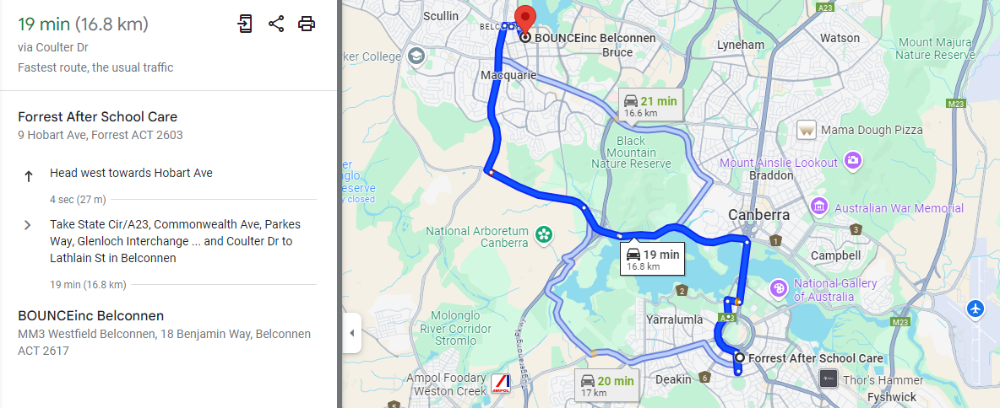 19 min (16.8 km)
via Coulter Dr
Fastest route, the usual traffic
Forrest After School Care
9 Hobart Ave, Forrest ACT 2603
Head west towards Hobart Ave
4 sec (27 m)
Take State Cir/A23, Commonwealth Ave, Parkes
Way, Glenloch Interchange ... and Coulter Dr to
Lathlain St in Belconnen
19 min (16.8 km)
BOUNCEinc Belconnen
MM3 Westfield Belconnen, 18 Benjamin Way, Belconnen
ACT 2617
Scullin
A23
Watson
BELC
BOUNCEinc Belconnen
Bruce
Lyneham
Mount Majura
Nature Reserve
ker College
Macquarie
21 min
16.6 km
M23
Black
Mountain
Nature Reserve
Mama Dough Pizza
Mount Ainslie Lookout
Braddon
er
nglo
eserve
y closed
Australian War Memorial
Canberra
National Arboretum
Canberra
3
1
19 min
16.8 km
Campbell
2
National Gallery
of Australia
Molonglo
River Corridor
Stromlo
Yarralumla
M23
Forrest After School Care
Ampol Foodary
Weston Creek
AMPOL
20 min
17 km
Deakin
6
Thor's Hammer
Fyshwick
5